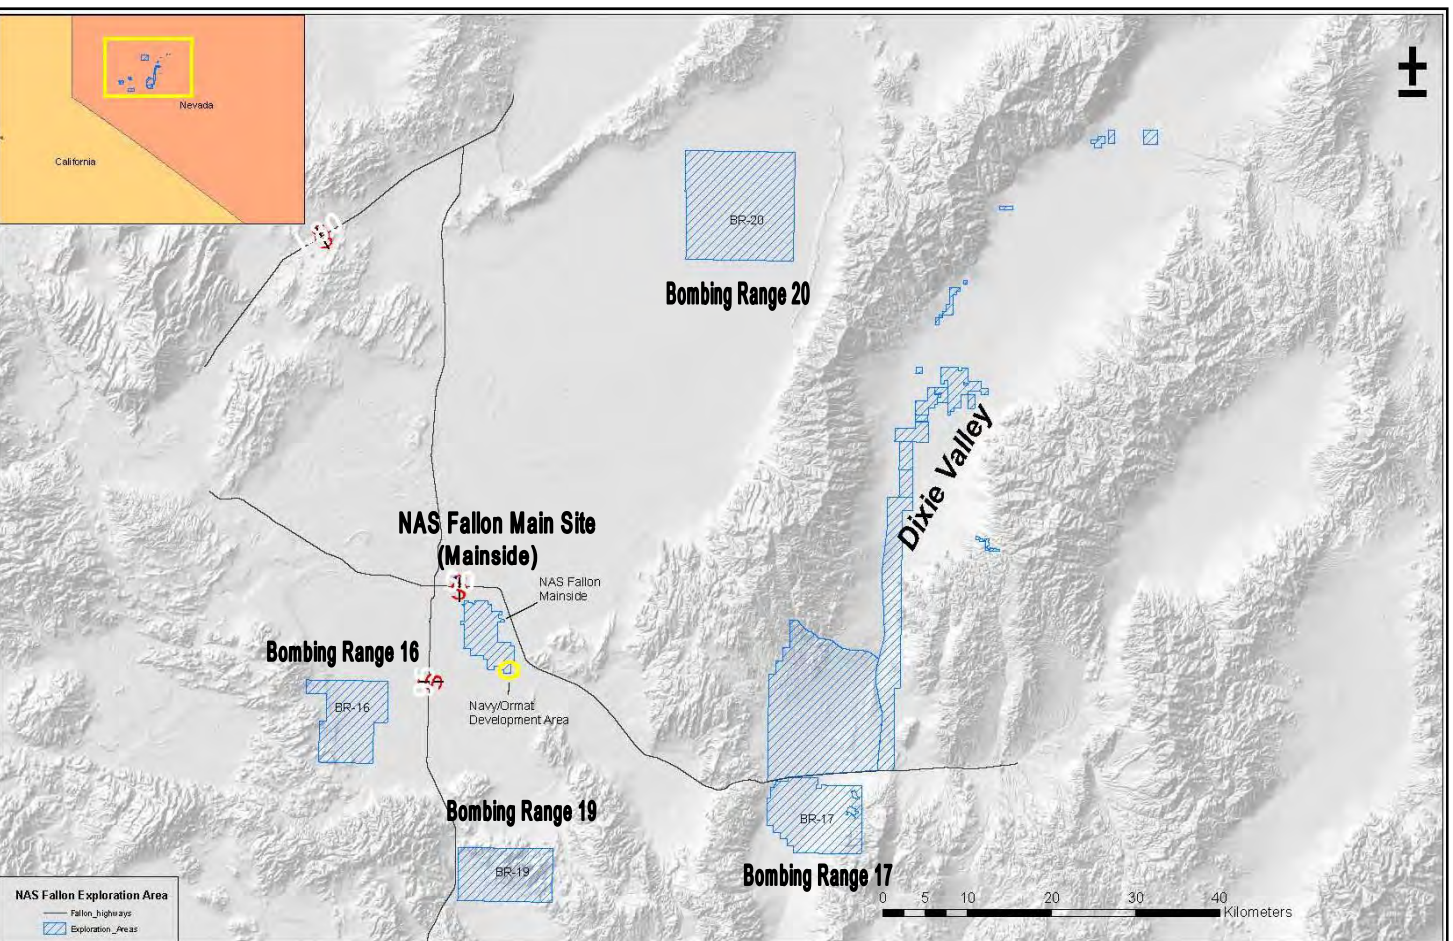 Nevada
California
BR-20
Bombing Range 20
Dixie Valley
NAS Fallon Main Site
(Mainside)
50
NAS Fallon
Mainside
Bombing Range 16
BR-16
Navy/Ormat
Development Area
Bombing Range 19
BR-19
BR-17
Bombing Range 17
0 5 10 20 30 40
Kilometers
NAS Fallon Exploration Area
Fallon_highways
Exploration_Areas